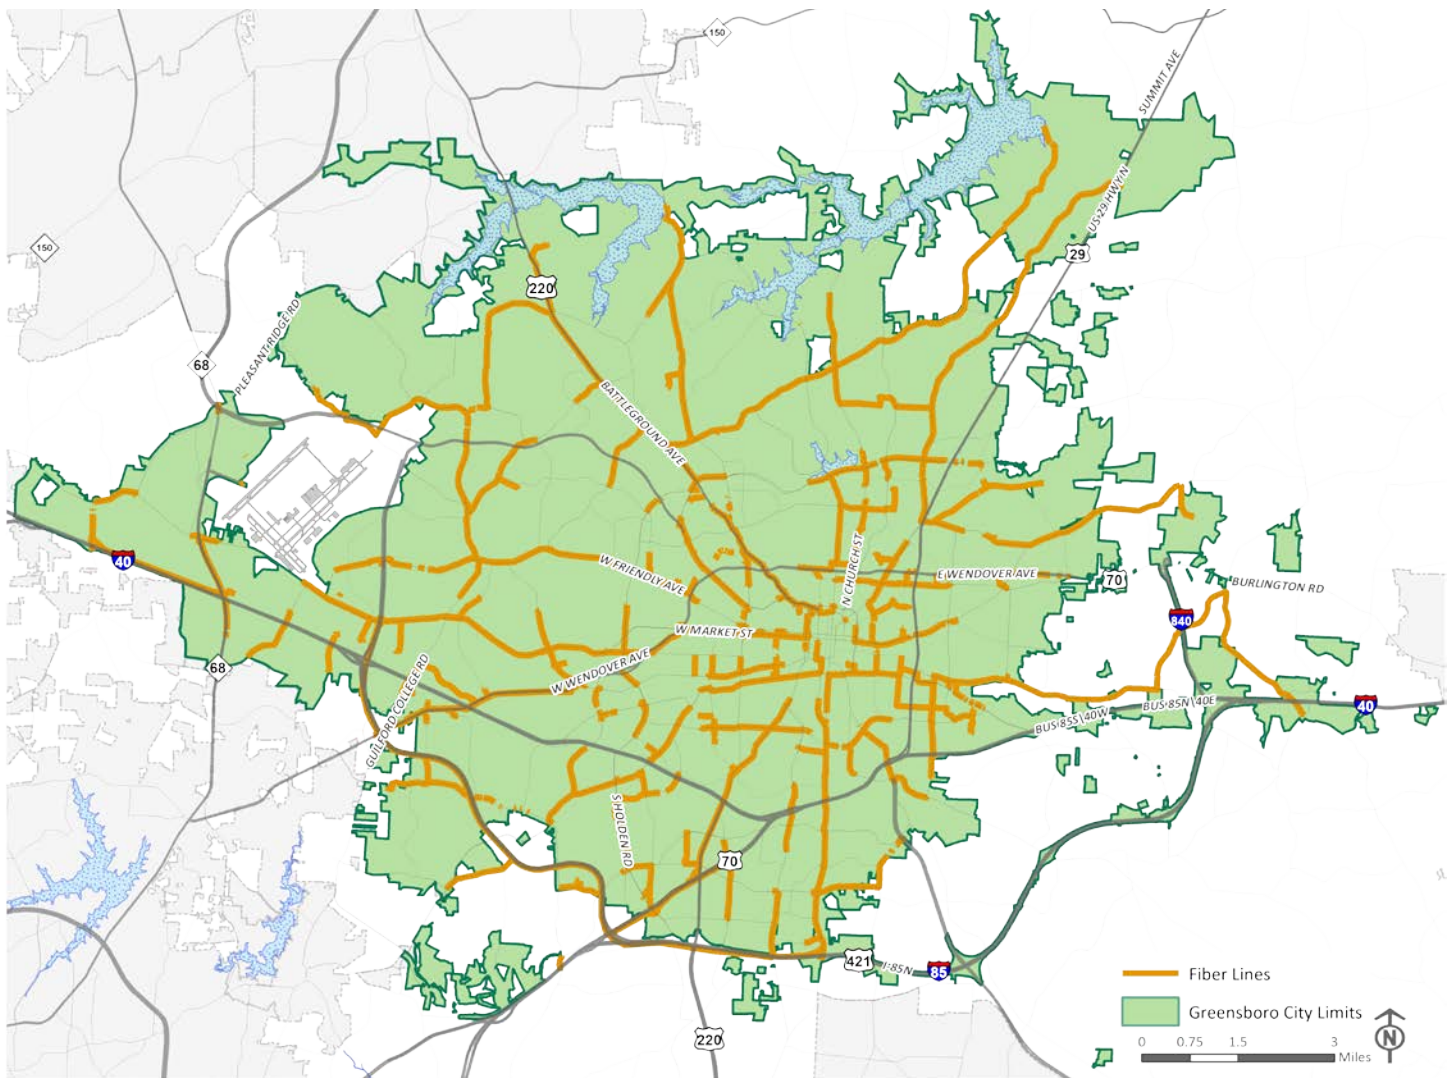 150
SUMMIT AVE
150
US 29 HWY N
29
220
PLEASANT RIDGE RD
68
BATTLEGROUND AVE
40
W FRIENDLY AVE
N CHURCH ST
E WENDOVER AVE
70
BURLINGTON RD
840
W MARKET ST
68
W WENDOVER AVE
GUILFORD COLLEGE RD
BUS 85S\40W
BUS 85N\40E
40
S HOLDEN RD
70
421
I-85N
85
220
Fiber Lines
Greensboro City Limits
0 0.75 1.5 3
Miles
N